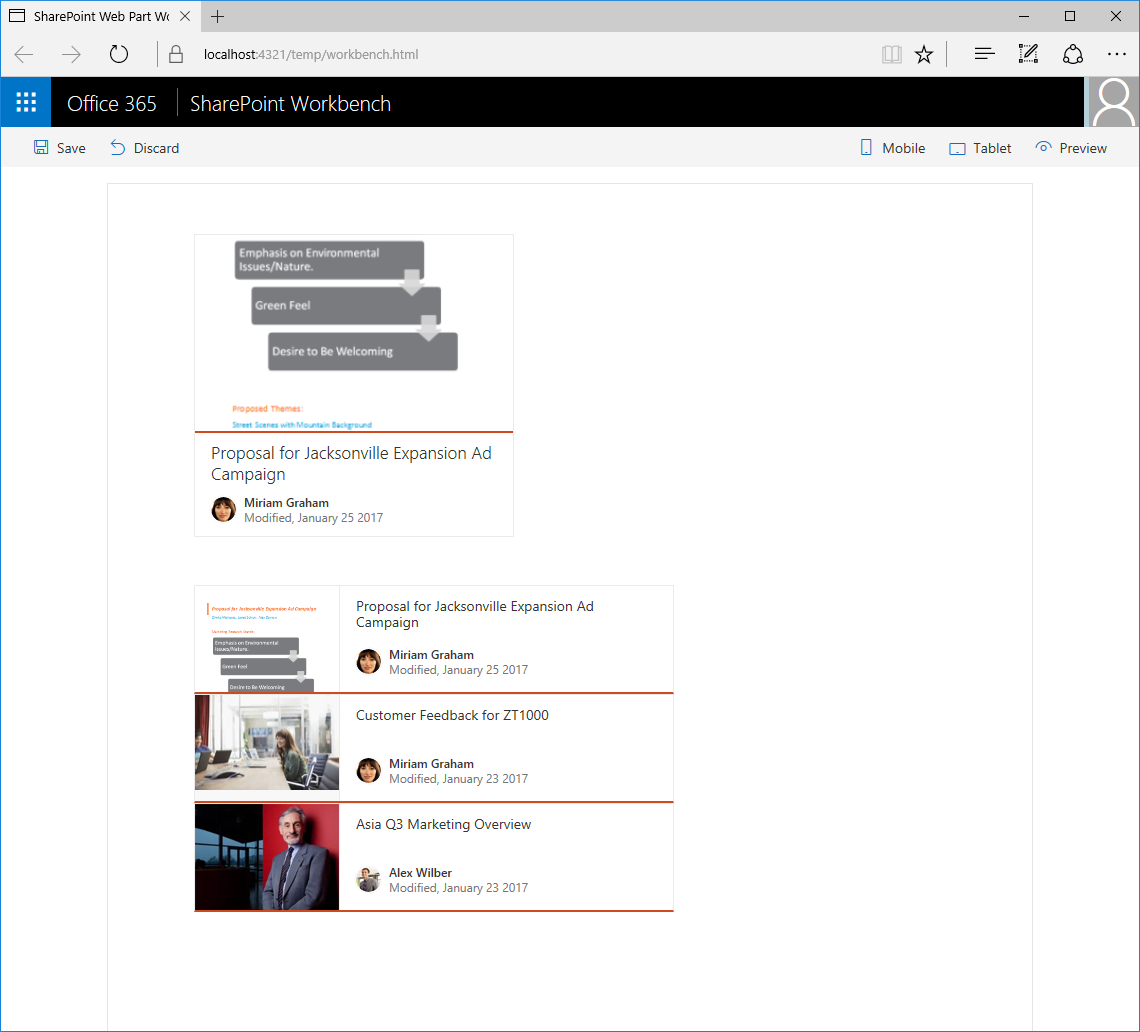 SharePoint Web Part Wo
localhost:4321/temp/workbench.html
Office 365
SharePoint Workbench
Save
Discard
Mobile
Tablet
Preview
Emphasis on Environmental
Issues/Nature.
Green Feel
Desire to Be Welcoming
Proposed Themes:
Street Scenes with Mountain Background
Proposal for Jacksonville Expansion Ad
Campaign
Miriam Graham
Modified, January 25 2017
Proposal for Jacksonville Expansion Ad Campaign
Emphasis on Environmental
Issues/Nature.
Green Feel
Desire to Be Welcoming
Proposal for Jacksonville Expansion Ad
Campaign
Miriam Graham
Modified, January 25 2017
Customer Feedback for ZT1000
Miriam Graham
Modified, January 23 2017
Asia Q3 Marketing Overview
Alex Wilber
Modified, January 23 2017